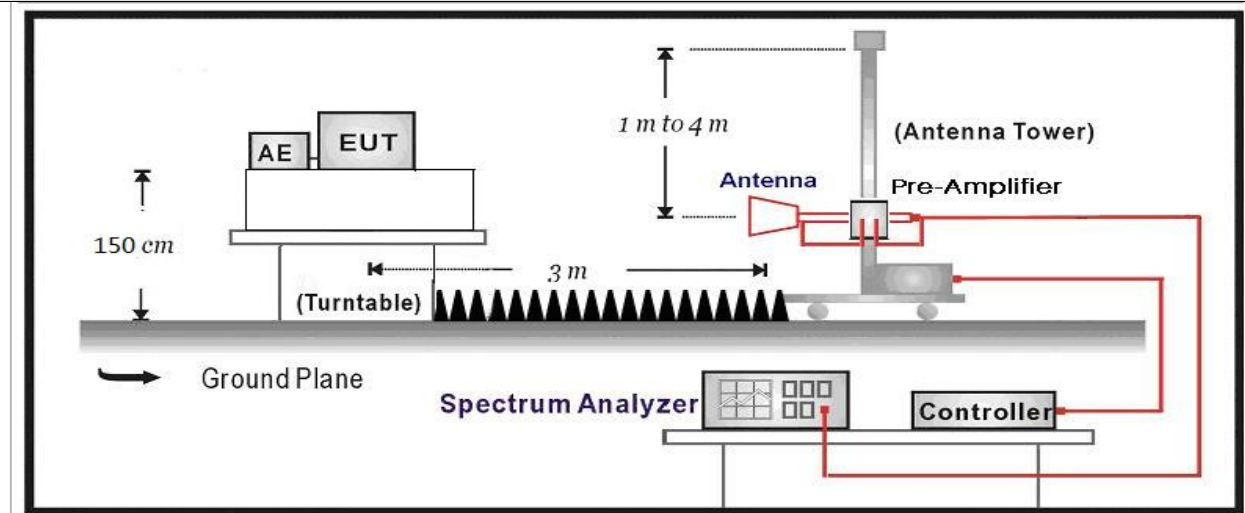 1 m to 4 m
(Antenna Tower)
AE
EUT
Antenna
Pre-Amplifier
150 cm
3 m
(Turntable)
Ground Plane
Spectrum Analyzer
Controller